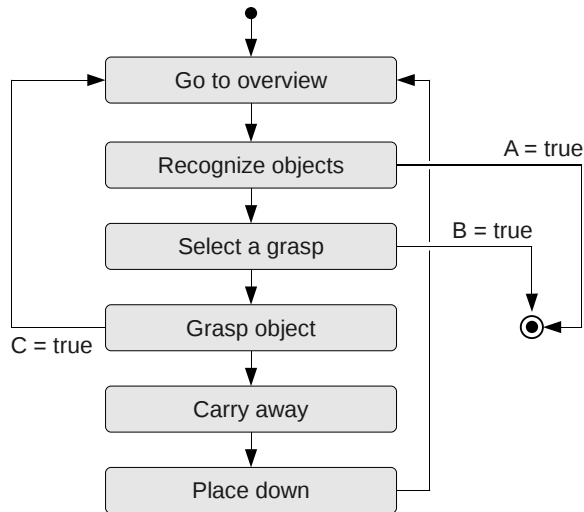 Go to overview
Recognize objects
A = true
Select a grasp
B = true
Grasp object
C = true
Carry away
Place down